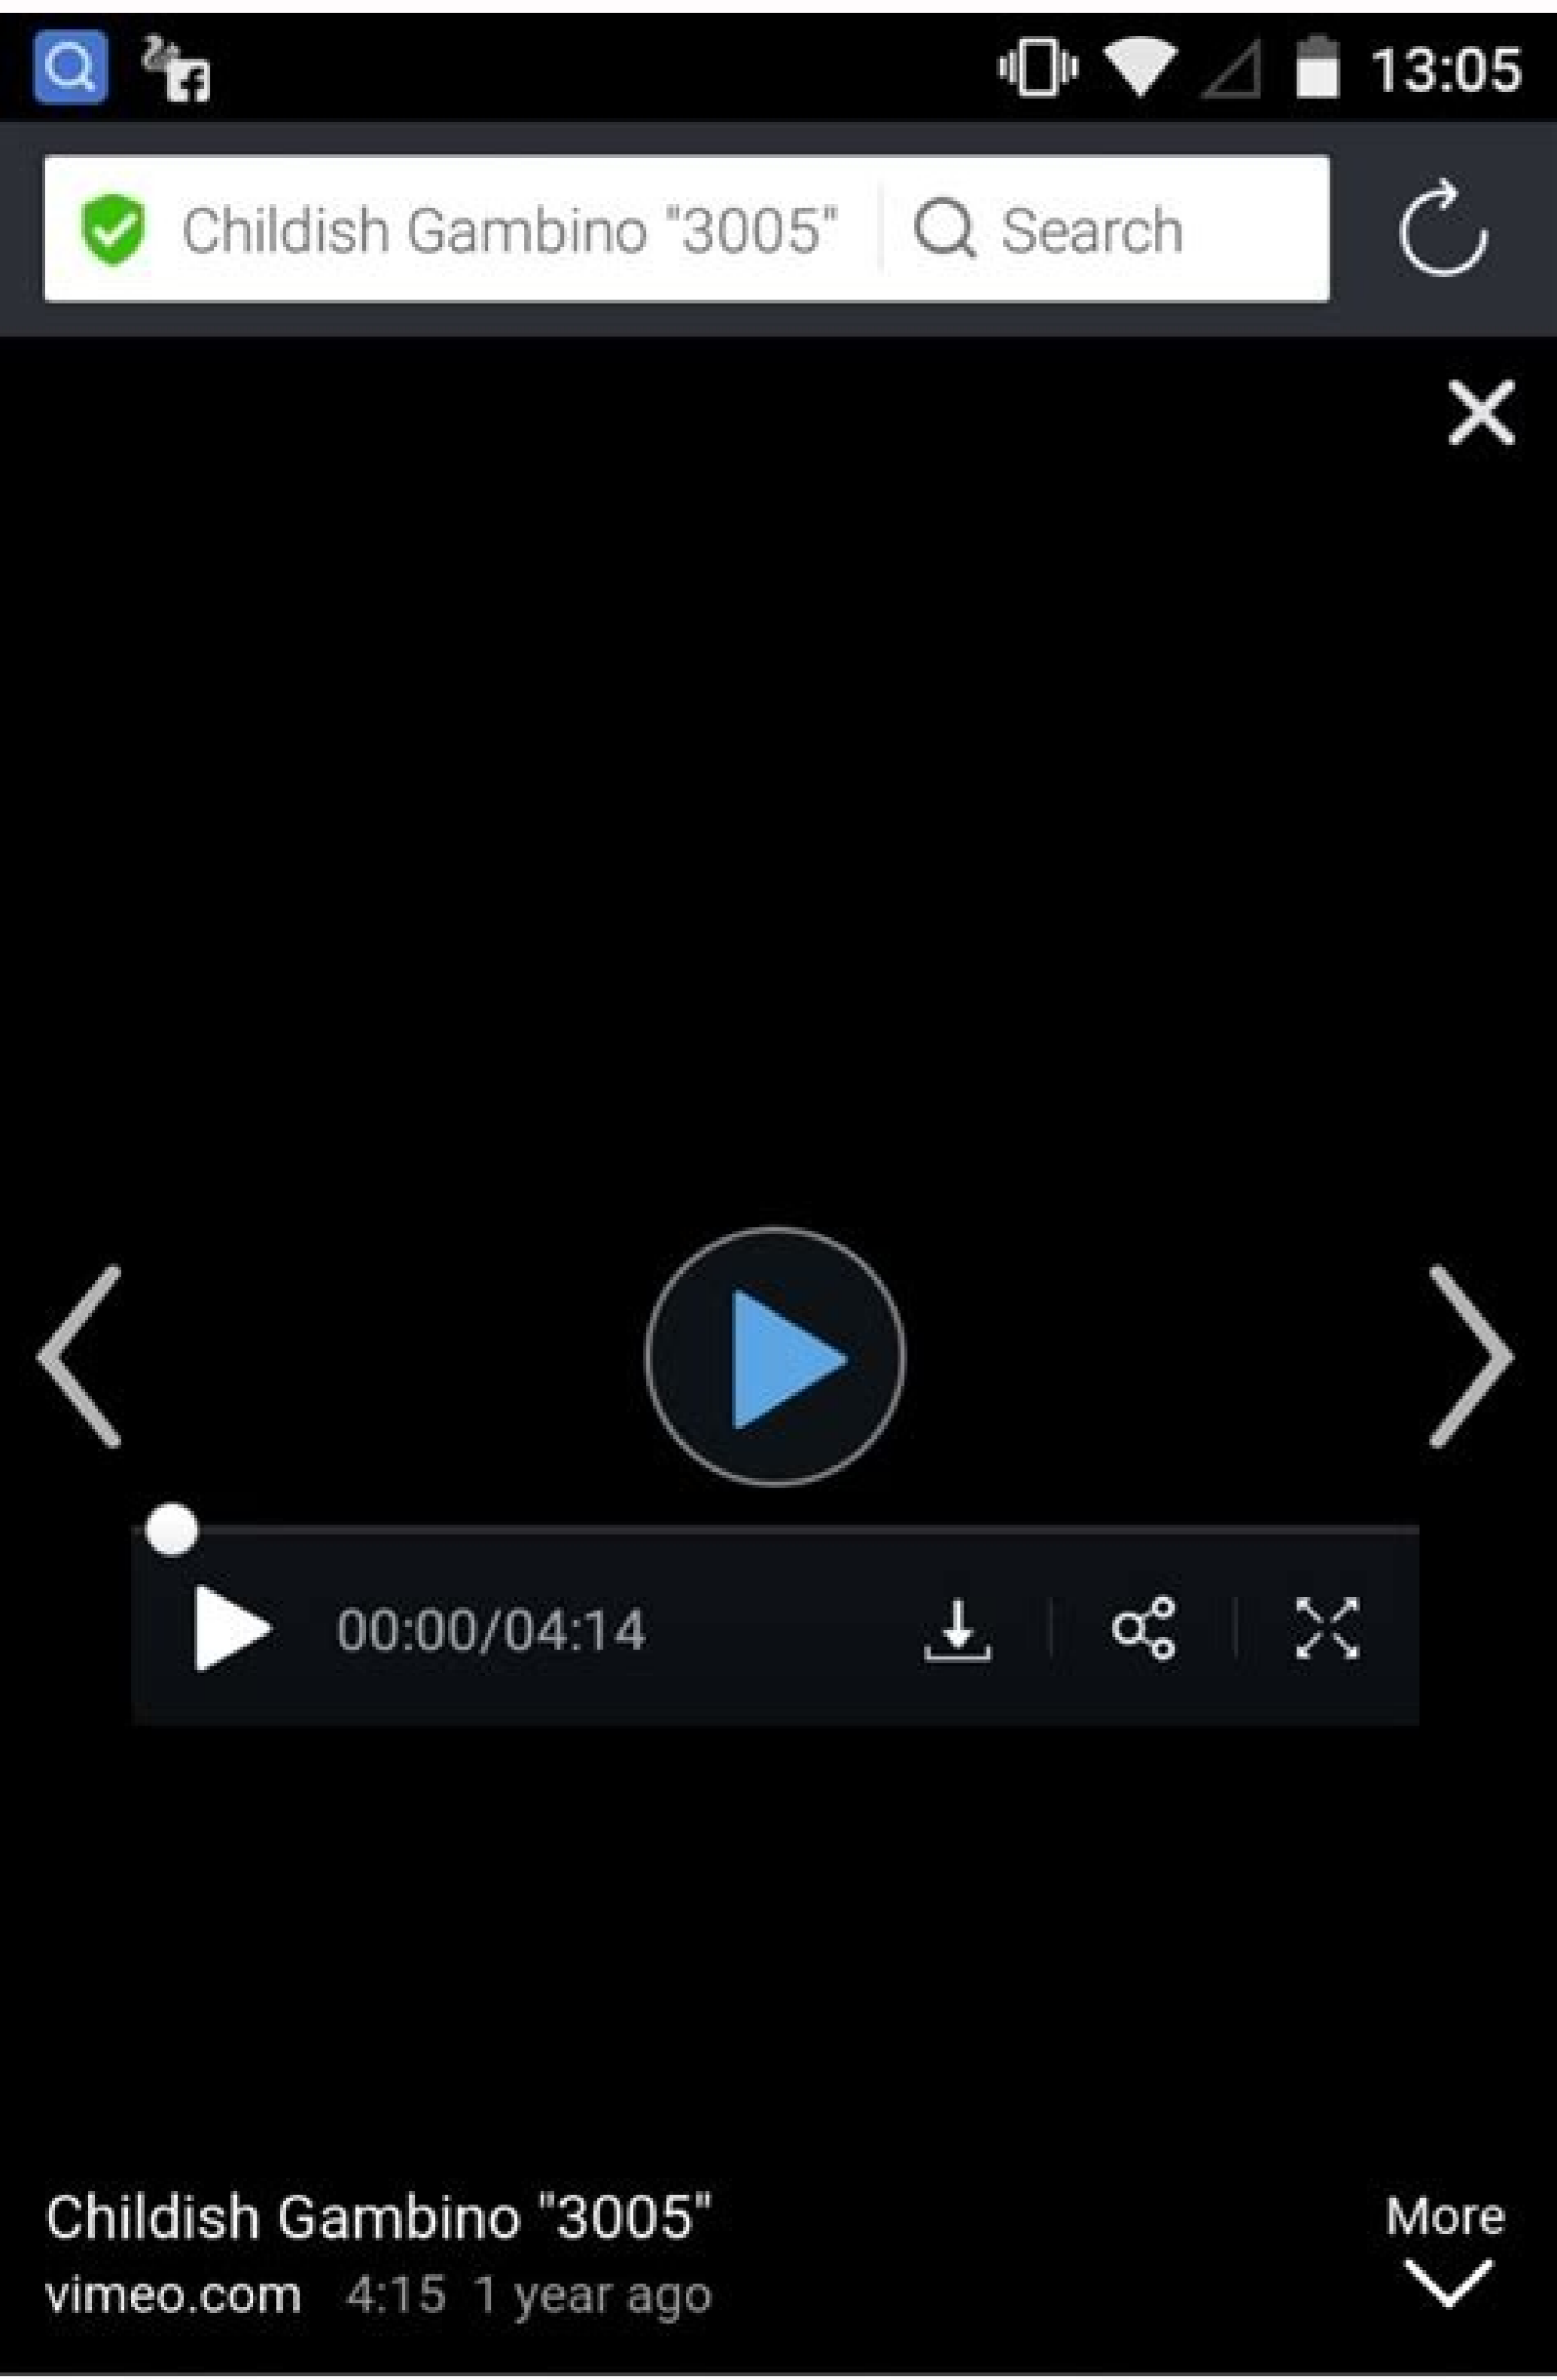 13:05
Childish Gambino "3005" Search
00:00/04:14
Childish Gambino "3005"
More
vimeo.com 4:15 1 year ago